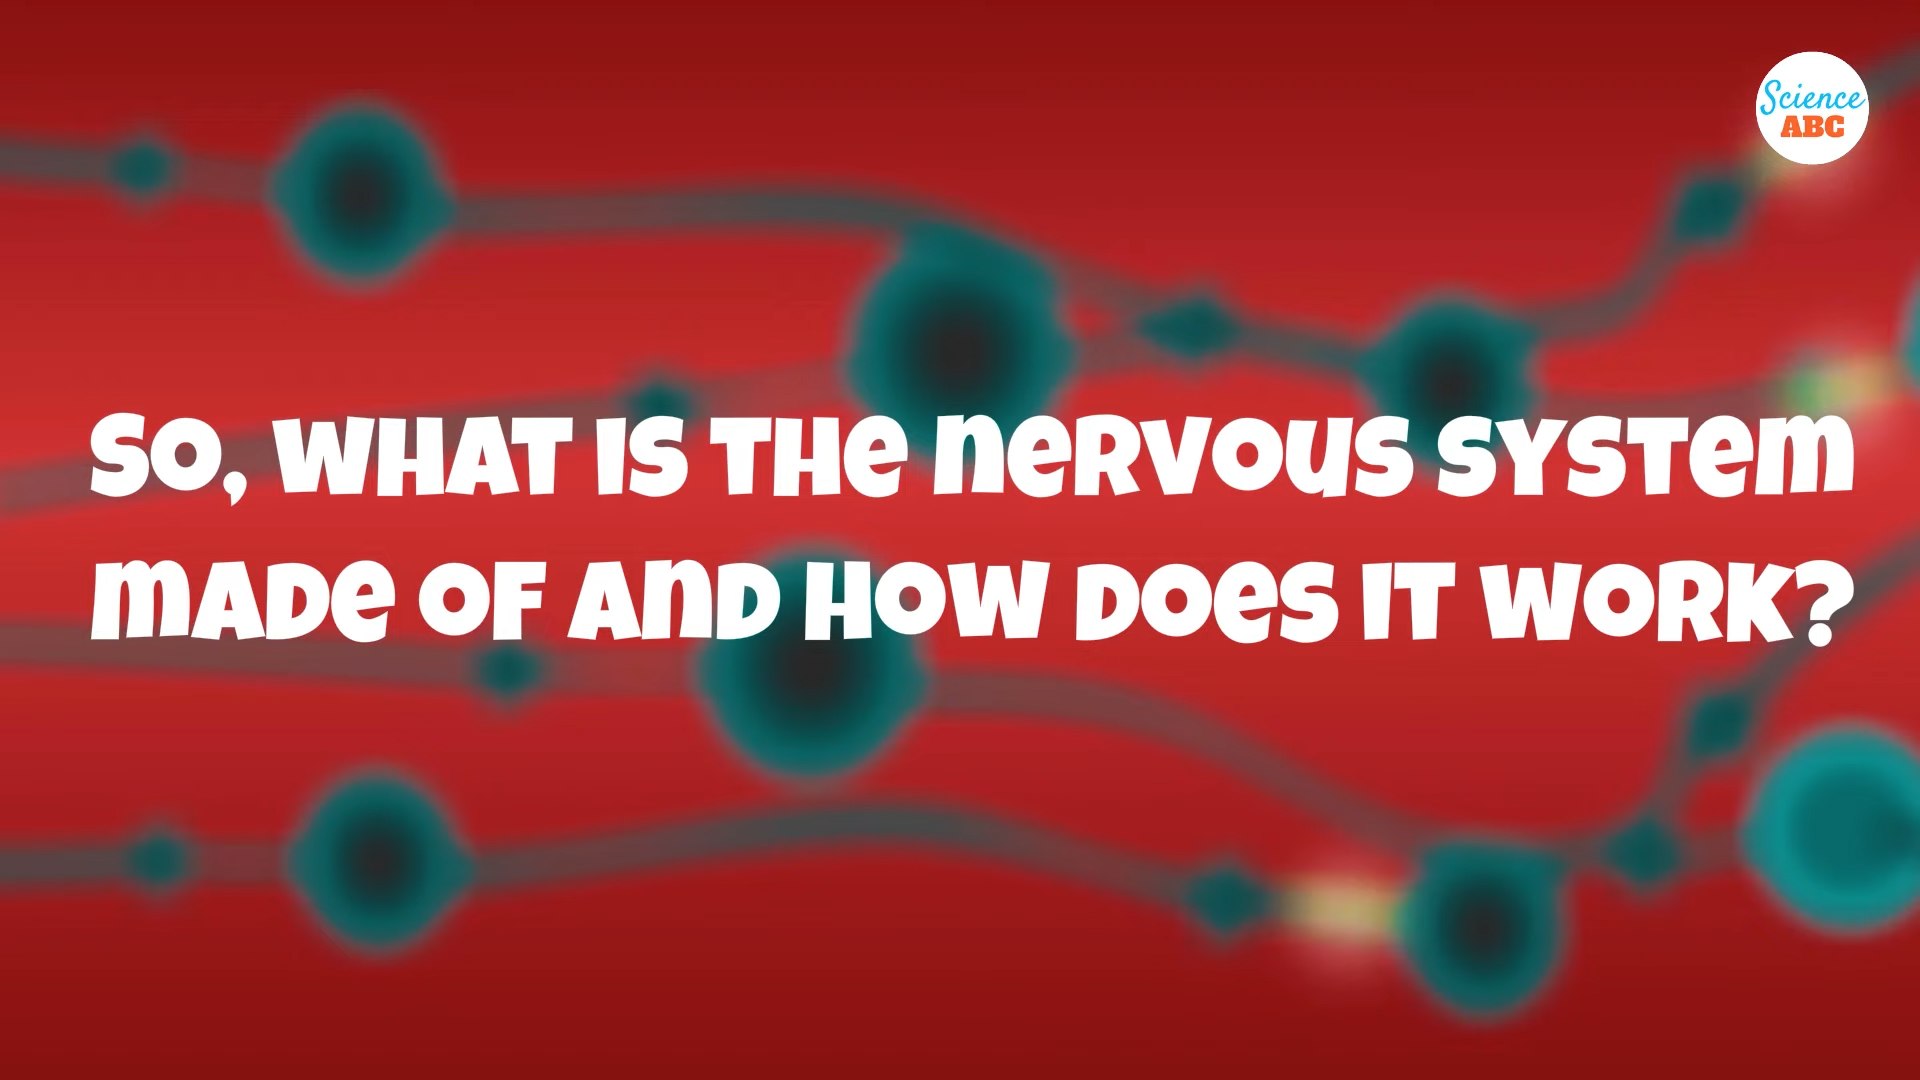 Science
ABC
So, what is the nervous system
made of and how does it work?